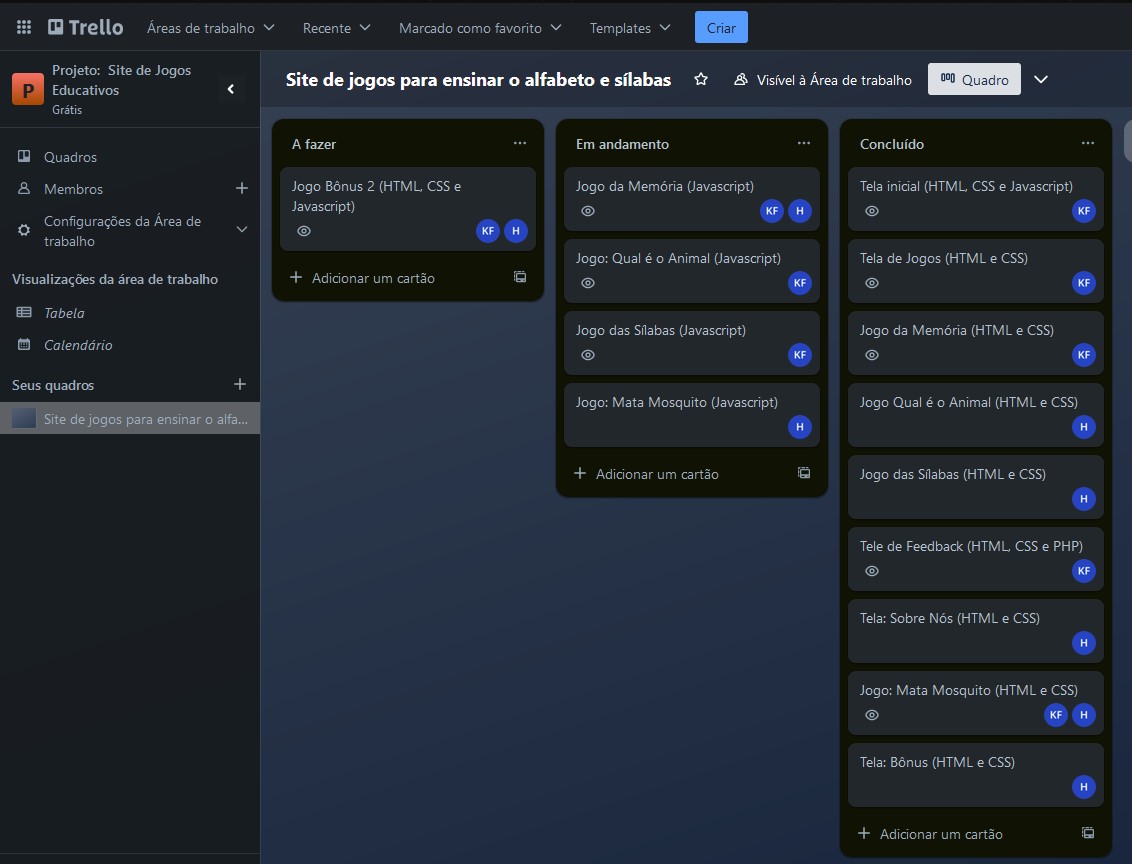 Trello
Áreas de trabalho
Recente
Marcado como favorito
Templates
Criar
P
Projeto: Site de Jogos
Educativos
Grátis
Quadros
Membros
Configurações da Área de
trabalho
Visualizações da área de trabalho
Tabela
Calendário
Seus quadros
Site de jogos para ensinar o alfa...
Site de jogos para ensinar o alfabeto e sílabas
Visível à Área de trabalho
Quadro
A fazer
Jogo Bônus 2 (HTML, CSS e
Javascript)
KF H
Adicionar um cartão
Em andamento
Jogo da Memória (Javascript)
KF H
Jogo: Qual é o Animal (Javascript)
KF
Jogo das Sílabas (Javascript)
KF
Jogo: Mata Mosquito (Javascript)
H
Adicionar um cartão
Concluído
Tela inicial (HTML, CSS e Javascript)
KF
Tela de Jogos (HTML e CSS)
KF
Jogo da Memória (HTML e CSS)
KF
Jogo Qual é o Animal (HTML e CSS)
H
Jogo das Sílabas (HTML e CSS)
H
Tele de Feedback (HTML, CSS e PHP)
KF
Tela: Sobre Nós (HTML e CSS)
H
Jogo: Mata Mosquito (HTML e CSS)
KF H
Tela: Bônus (HTML e CSS)
H
Adicionar um cartão